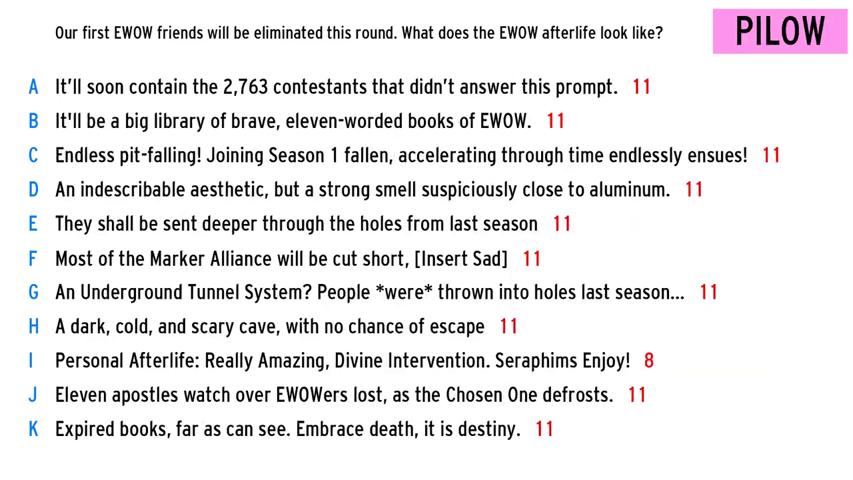 Our first EWOW friends will be eliminated this round. What does the EWOW afterlife look like?
PILOW
A It'll soon contain the 2,763 contestants that didn't answer this prompt. 11
B It'll be a big library of brave, eleven-worded books of EWOW. 11
C Endless pit-falling! Joining Season 1 fallen, accelerating through time endlessly ensues! 11
D An indescribable aesthetic, but a strong smell suspiciously close to aluminum. 11
E They shall be sent deeper through the holes from last season 11
F Most of the Marker Alliance will be cut short, [Insert Sad] 11
G An Underground Tunnel System? People *were* thrown into holes last season... 11
H A dark, cold, and scary cave, with no chance of escape 11
I Personal Afterlife: Really Amazing, Divine Intervention. Seraphims Enjoy! 8
J Eleven apostles watch over EWOWers lost, as the Chosen One defrosts. 11
K Expired books, far as can see. Embrace death, it is destiny. 11